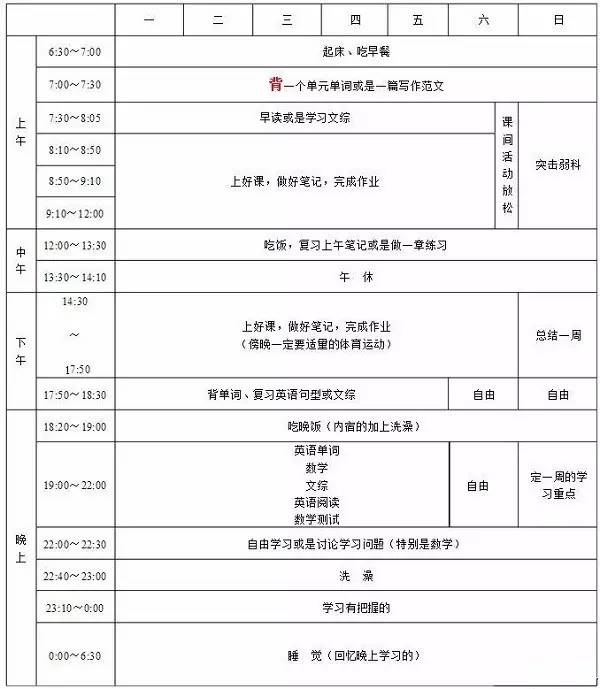 一 二 三 四 五 六 日
上午
6:30～7:00 起床、吃早餐
7:00～7:30 背一个单元单词或是一篇写作范文
7:30～8:05 早读或是学习文综
8:10～8:50
8:50～9:10 上好课，做好笔记，完成作业
9:10～12:00
课间活动放松
突击弱科
中午
12:00～13:30 吃饭，复习上午笔记或是做一章练习
13:30～14:10 午 休
下午
14:30
～
17:50
上好课，做好笔记，完成作业
（傍晚一定要适里的体育运动）
总结一周
17:50～18:30 背单词、复习英语句型或文综 自由 自由
晚上
18:20～19:00 吃晚饭（内宿的加上洗澡）
19:00～22:00
英语单词
数学
文综
英语阅读
数学测试
自由
定一周的学
习重点
22:00～22:30 自由学习或是讨论学习问题（特别是数学）
22:40～23:00 洗 澡
23:10～0:00 学习有把握的
0:00～6:30 睡 觉（回忆晚上学习的）